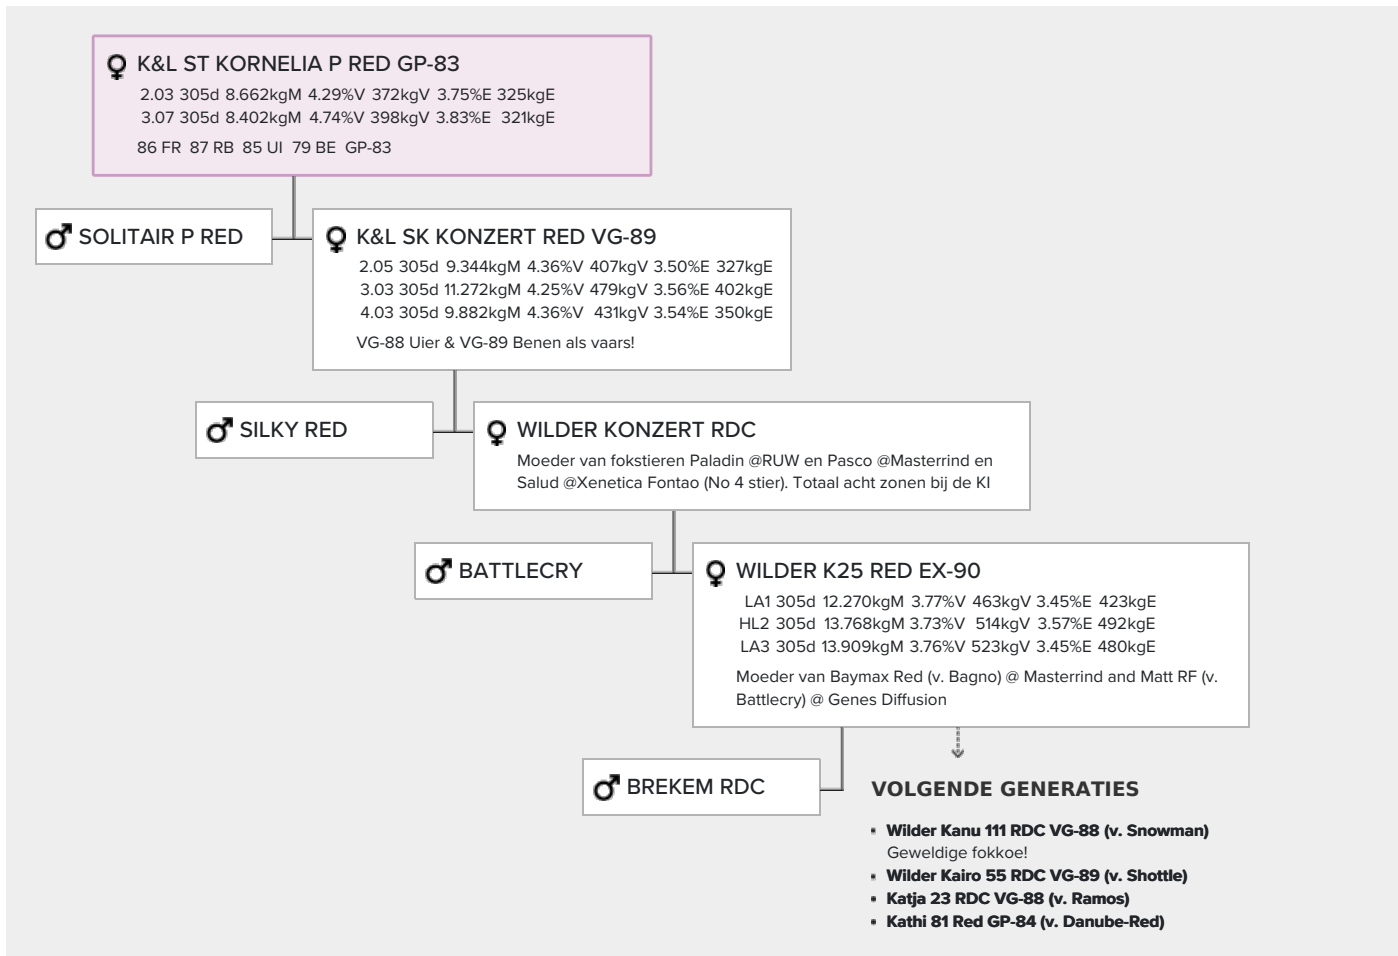 K&L ST KORNELIA P RED GP-83
2.03 305d 8.662kgM 4.29%V 372kgV 3.75%E 325kgE
3.07 305d 8.402kgM 4.74%V 398kgV 3.83%E 321kgE
86 FR 87 RB 85 UI 79 BE GP-83
SOLITAIR P RED
K&L SK KONZERT RED VG-89
2.05 305d 9.344kgM 4.36%V 407kgV 3.50%E 327kgE
3.03 305d 11.272kgM 4.25%V 479kgV 3.56%E 402kgE
4.03 305d 9.882kgM 4.36%V 431kgV 3.54%E 350kgE
VG-88 Uier & VG-89 Benen als vaars!
SILKY RED
WILDER KONZERT RDC
Moeder van fokstieren Paladin @RUW en Pasco @Masterrind en
Salud @Xenetica Fontao (No 4 stier). Totaal acht zonen bij de KI
BATTLECRY
WILDER K25 RED EX-90
LA1 305d 12.270kgM 3.77%V 463kgV 3.45%E 423kgE
HL2 305d 13.768kgM 3.73%V 514kgV 3.57%E 492kgE
LA3 305d 13.909kgM 3.76%V 523kgV 3.45%E 480kgE
Moeder van Baymax Red (v. Bagno) @ Masterrind and Matt RF (v.
Battlecry) @ Genes Diffusion
BREKEM RDC
VOLGENDE GENERATIES
Wilder Kanu 111 RDC VG-88 (v. Snowman)
Geweldige fokkoe!
Wilder Kairo 55 RDC VG-89 (v. Shottle)
Katja 23 RDC VG-88 (v. Ramos)
Kathi 81 Red GP-84 (v. Danube-Red)